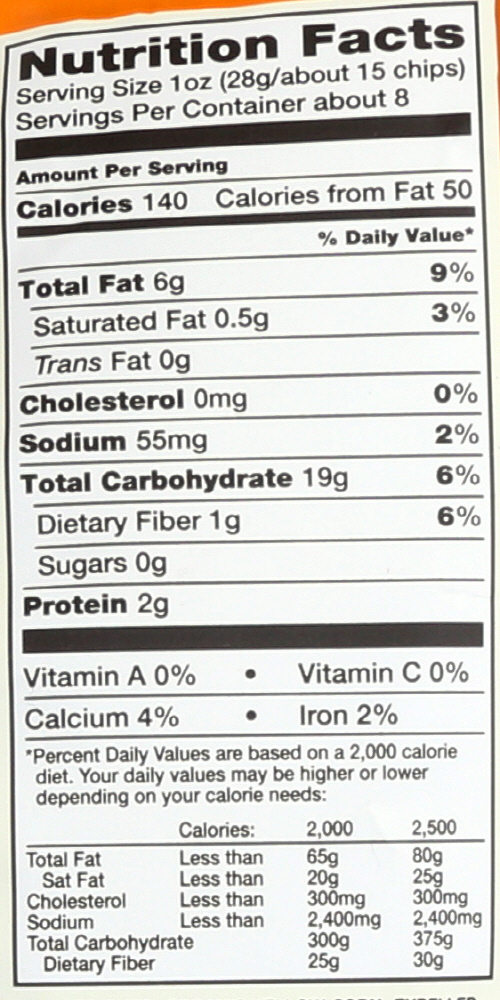 Nutrition Facts
Serving Size 1oz (28g/about 15 chips)
Servings Per Container about 8
Amount Per Serving
Calories 140 Calories from Fat 50
% Daily Value*
Total Fat 6g 9%
Saturated Fat 0.5g 3%
Trans Fat 0g
Cholesterol 0mg 0%
Sodium 55mg 2%
Total Carbohydrate 19g 6%
Dietary Fiber 1g 6%
Sugars 0g
Protein 2g
Vitamin A 0% • Vitamin C 0%
Calcium 4% • Iron 2%
*Percent Daily Values are based on a 2,000 calorie
diet. Your daily values may be higher or lower
depending on your calorie needs:
Calories: 2,000 2,500
Total Fat Less than 65g 80g
Sat Fat Less than 20g 25g
Cholesterol Less than 300mg 300mg
Sodium Less than 2,400mg 2,400mg
Total Carbohydrate 300g 375g
Dietary Fiber 25g 30g